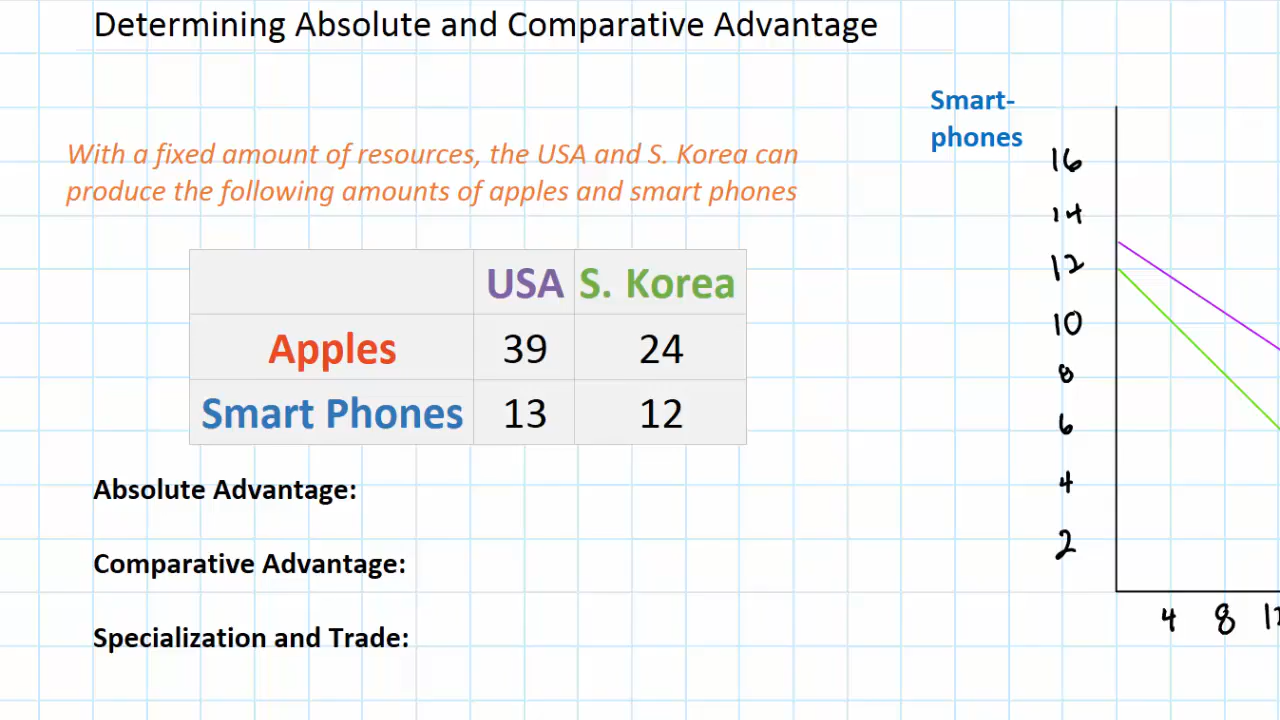 Determining Absolute and Comparative Advantage
With a fixed amount of resources, the USA and S. Korea can
produce the following amounts of apples and smart phones
USA S. Korea
Apples 39 24
Smart Phones 13 12
Absolute Advantage:
Comparative Advantage:
Specialization and Trade:
Smart-
phones
16
14
12
10
8
6
4
2
4 8